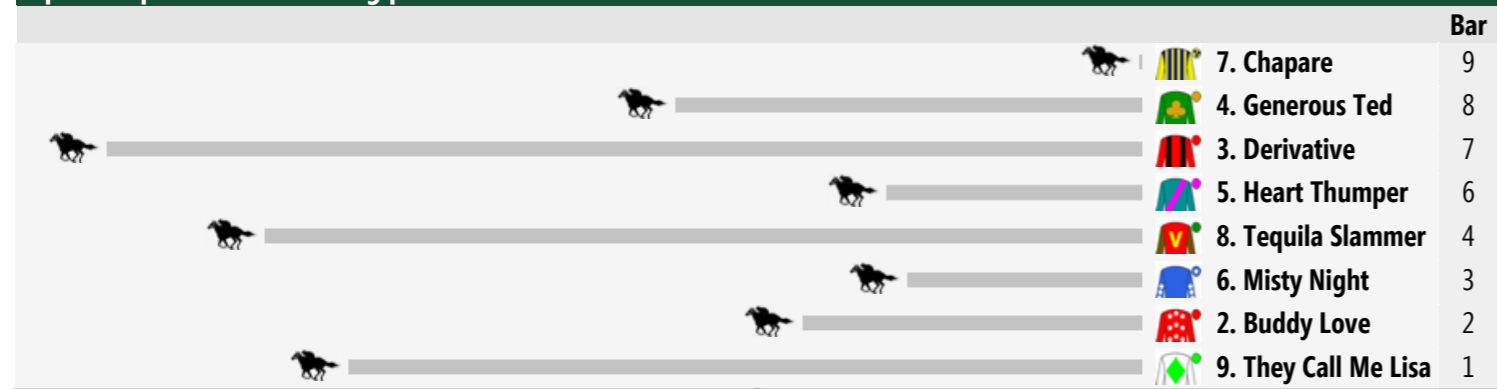 Bar
7. Chapare 9
4. Generous Ted 8
3. Derivative 7
5. Heart Thumper 6
8. Tequila Slammer 4
V
6. Misty Night 3
2. Buddy Love 2
9. They Call Me Lisa 1